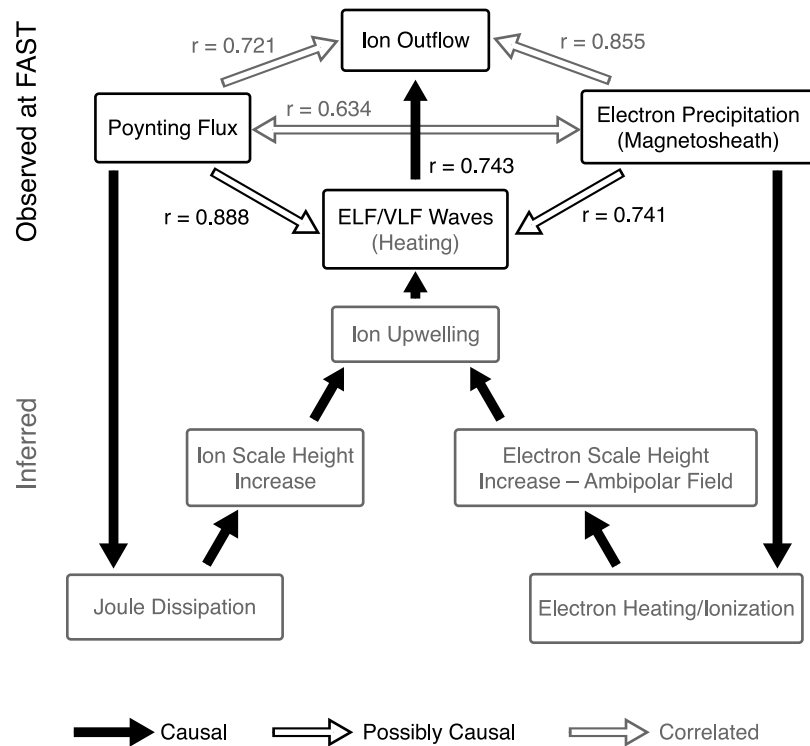 Observed at FAST
Ion Outflow
r = 0.721
r = 0.855
Poynting Flux
r = 0.634
Electron Precipitation
(Magnetosheath)
r = 0.743
r = 0.888
ELF/VLF Waves
(Heating)
r = 0.741
Ion Upwelling
Inferred
Ion Scale Height
Increase
Electron Scale Height
Increase – Ambipolar Field
Joule Dissipation
Electron Heating/Ionization
Causal
Possibly Causal
Correlated